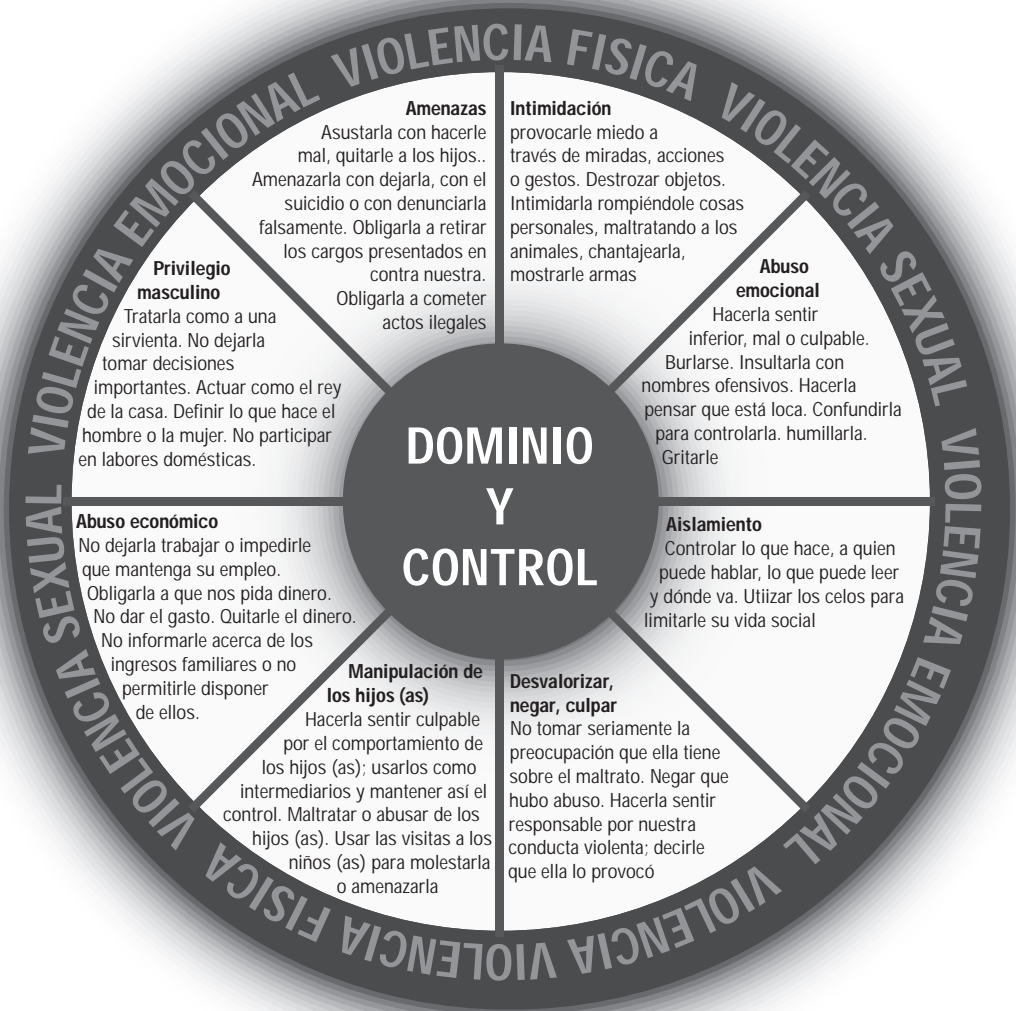 VIOLENCIA EMOCIONAL VIOLENCIA FISICA VIOLENCIA SEXUAL VIOLENCIA EMOCIONAL VIOLENCIA VIOLENCIA FISICA VIOLENCIA SEXUAL
Amenazas
Asustarla con hacerle
mal, quitarle a los hijos..
Amenazarla con dejarla, con el
suicidio o con denunciarla
falsamente. Obligarla a retirar
los cargos presentados en
contra nuestra.
Obligarla a cometer
actos ilegales
Intimidación
provocarle miedo a
través de miradas, acciones
o gestos. Destrozar objetos.
Intimidarla rompiéndole cosas
personales, maltratando a los
animales, chantajearla,
mostrarle armas
Abuso
emocional
Hacerla sentir
inferior, mal o culpable.
Burlarse. Insultarla con
nombres ofensivos. Hacerla
pensar que está loca. Confundirla
para controlarla. humillarla.
Gritarle
Aislamiento
Controlar lo que hace, a quien
puede hablar, lo que puede leer
y dónde va. Utiizar los celos para
limitarle su vida social
Desvalorizar,
negar, culpar
No tomar seriamente la
preocupación que ella tiene
sobre el maltrato. Negar que
hubo abuso. Hacerla sentir
responsable por nuestra
conducta violenta; decirle
que ella lo provocó
Manipulación de
los hijos (as)
Hacerla sentir culpable
por el comportamiento de
los hijos (as); usarlos como
intermediarios y mantener así el
control. Maltratar o abusar de los
hijos (as). Usar las visitas a los
niños (as) para molestarla
o amenazarla
Abuso económico
No dejarla trabajar o impedirle
que mantenga su empleo.
Obligarla a que nos pida dinero.
No dar el gasto. Quitarle el dinero.
No informarle acerca de los
ingresos familiares o no
permitirle disponer
de ellos.
Privilegio
masculino
Tratarla como a una
sirvienta. No dejarla
tomar decisiones
importantes. Actuar como el rey
de la casa. Definir lo que hace el
hombre o la mujer. No participar
en labores domésticas.
DOMINIO
Y
CONTROL